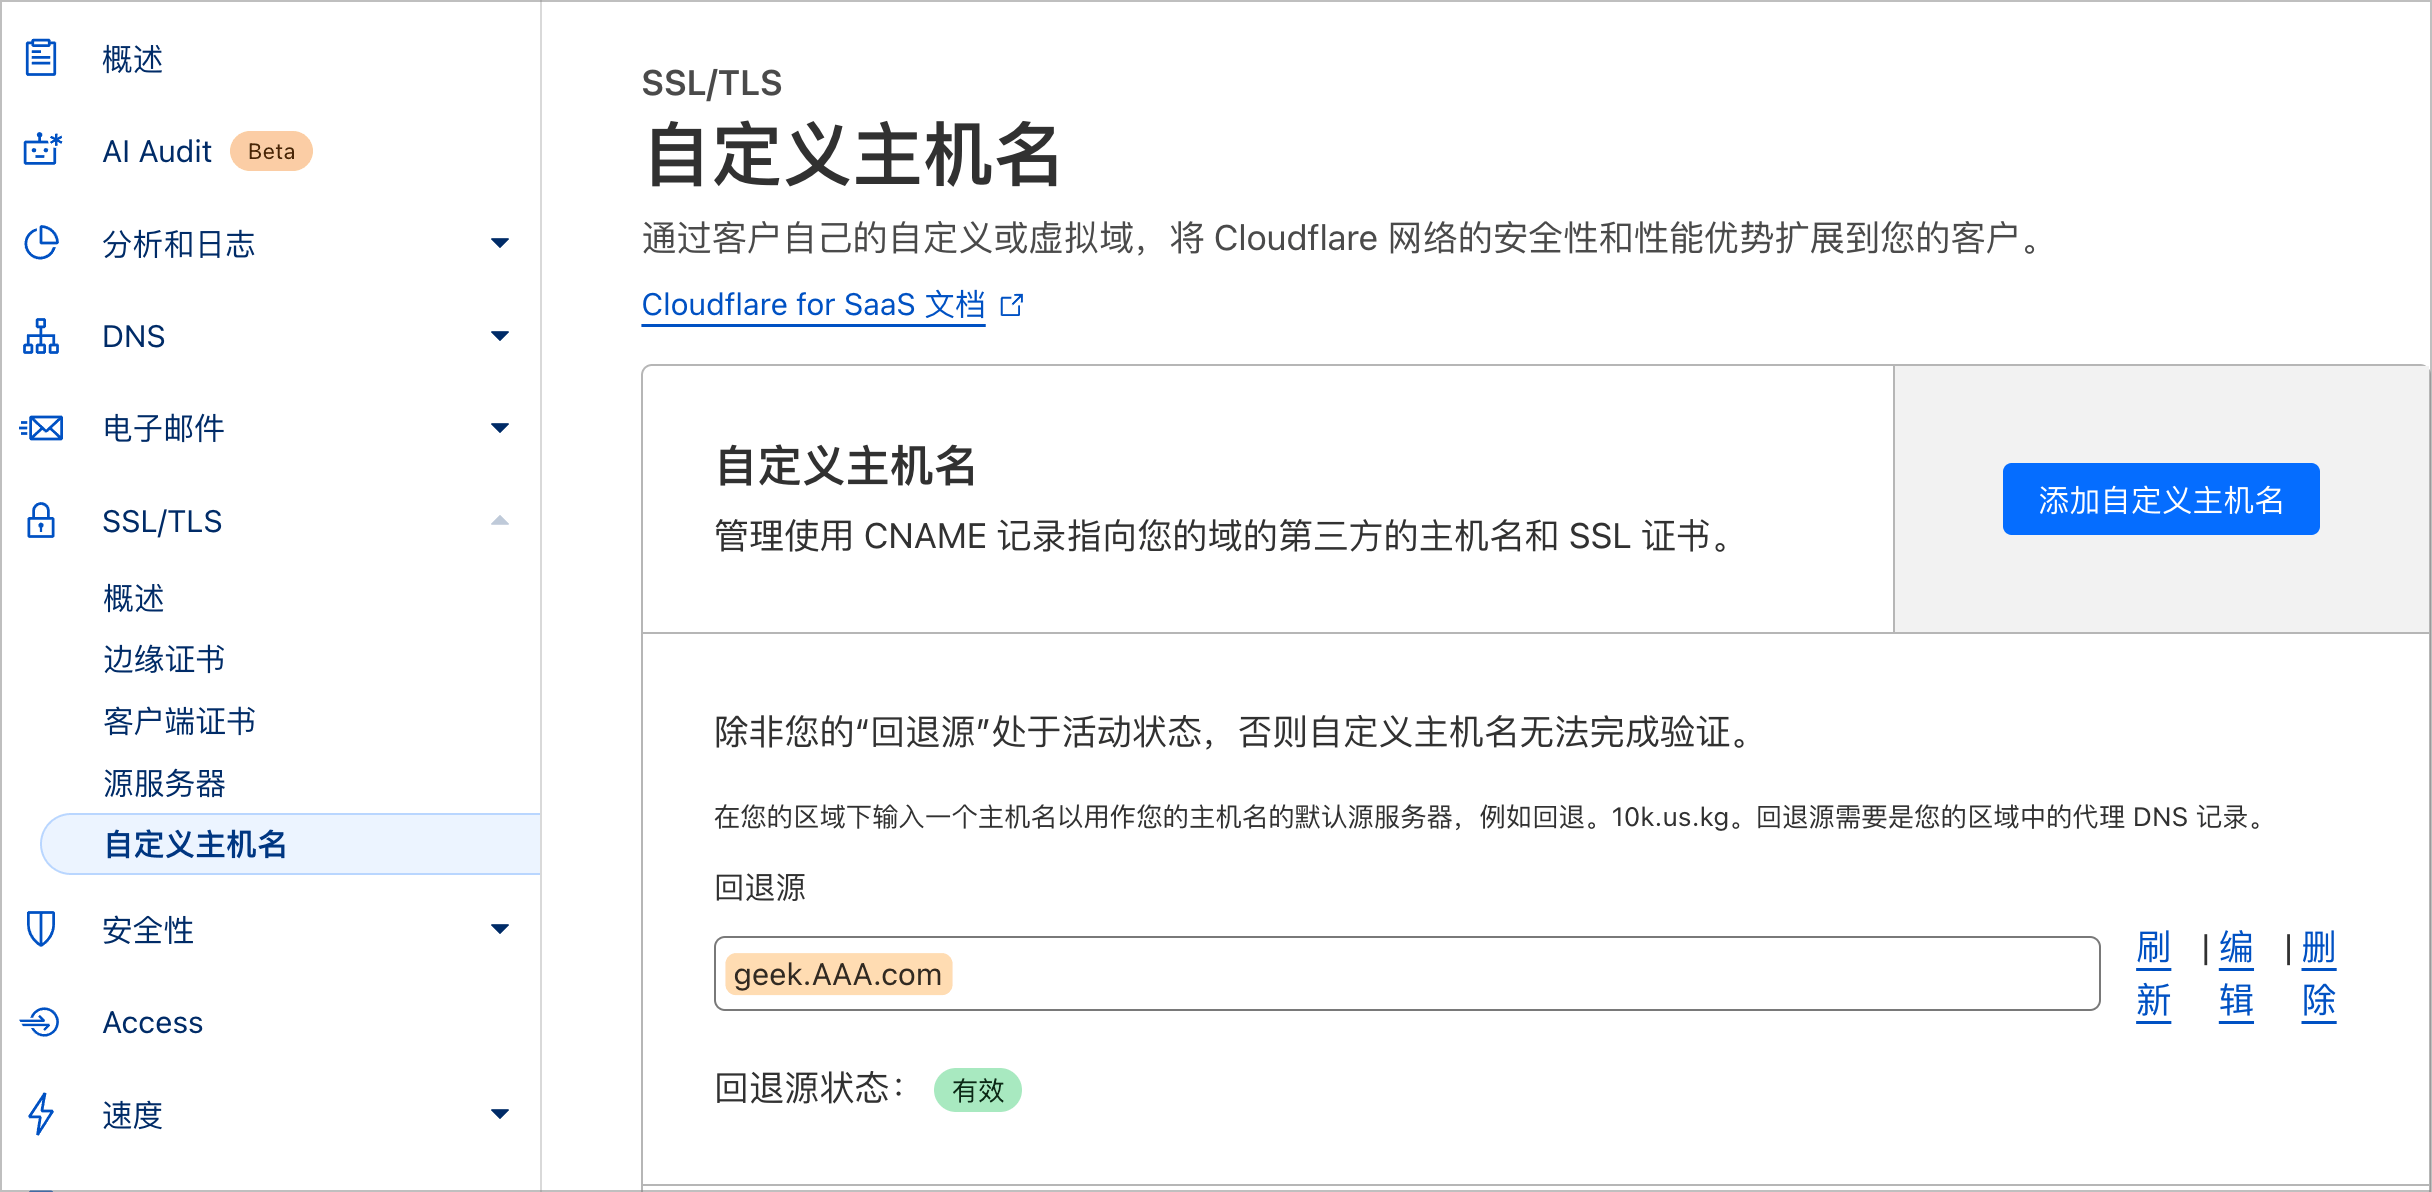 概述
AI Audit Beta
分析和日志
DNS
电子邮件
SSL/TLS
概述
边缘证书
客户端证书
源服务器
自定义主机名
安全性
Access
速度
SSL/TLS
自定义主机名
通过客户自己的自定义或虚拟域，将 Cloudflare 网络的安全性和性能优势扩展到您的客户。
Cloudflare for SaaS 文档
自定义主机名
管理使用 CNAME 记录指向您的域的第三方的主机名和 SSL 证书。
添加自定义主机名
除非您的“回退源”处于活动状态，否则自定义主机名无法完成验证。
在您的区域下输入一个主机名以用作您的主机名的默认源服务器，例如回退。10k.us.kg。回退源需要是您的区域中的代理 DNS 记录。
回退源
geek.AAA.com
刷新 | 编辑 | 删除
回退源状态： 有效